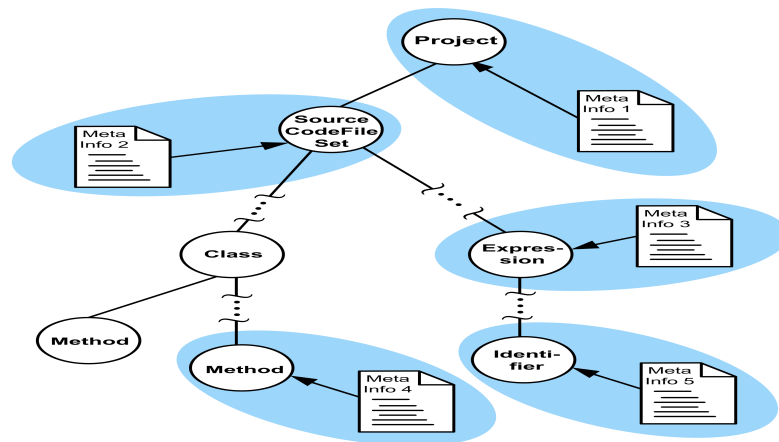 Project
Meta
Info 1
Source
CodeFile
Set
Meta
Info 2
Class
Expres-
sion
Meta
Info 3
Method
Method
Meta
Info 4
Identi-
fier
Meta
Info 5